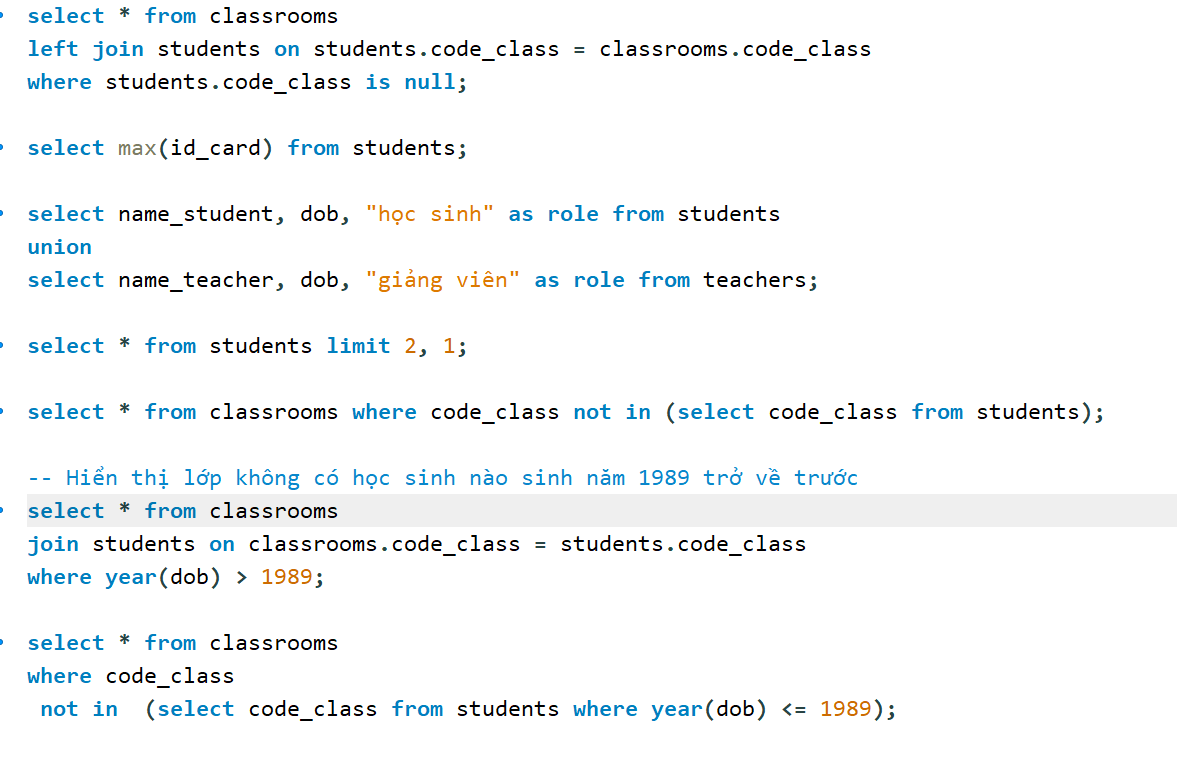 select * from classrooms
left join students on students.code_class = classrooms.code_class
where students.code_class is null;
select max(id_card) from students;
select name_student, dob, "học sinh" as role from students
union
select name_teacher, dob, "giảng viên" as role from teachers;
select * from students limit 2, 1;
select * from classrooms where code_class not in (select code_class from students);
-- Hiển thị lớp không có học sinh nào sinh năm 1989 trở về trước
select * from classrooms
join students on classrooms.code_class = students.code_class
where year(dob) > 1989;
select * from classrooms
where code_class
not in  (select code_class from students where year(dob) <= 1989);